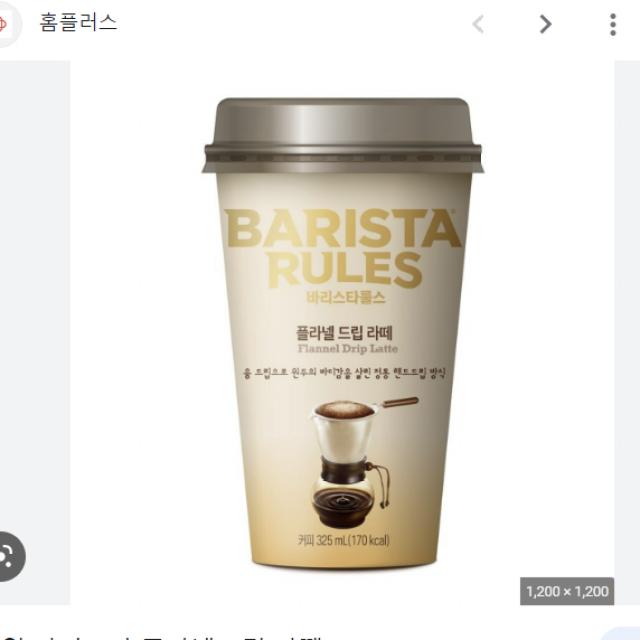 홈플러스
BARISTA
RULES
바리스타룰스
플라넬 드립 라떼
Flannel Drip Latte
융 드립으로 원두의 바디감을 살린 정통 핸드드립 방식
커피 325 mL(170 kcal)
1,200 × 1,200